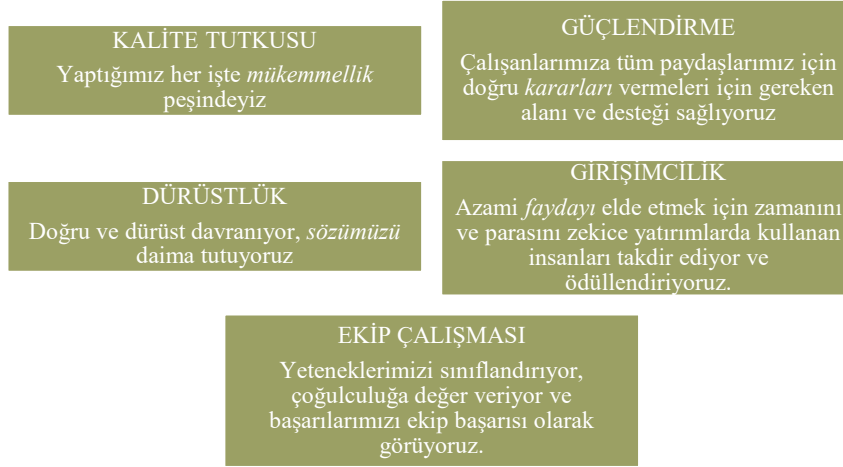 KALİTE TUTKUSU
Yaptığımız her işte mükemmellik
peşindeyiz
GÜÇLENDİRME
Çalışanlarımıza tüm paydaşlarımız için
doğru kararları vermeleri için gereken
alanı ve desteği sağlıyoruz
DÜRÜSTLÜK
Doğru ve dürüst davranıyor, sözümüzü
daima tutuyoruz
GİRİŞİMCİLİK
Azami faydayı elde etmek için zamanını
ve parasını zekice yatırımlarda kullanan
insanları takdir ediyor ve
ödüllendiriyoruz.
EKİP ÇALIŞMASI
Yeteneklerimizi sınıflandırıyor,
çoğulculuğa değer veriyor ve
başarılarımızı ekip başarısı olarak
görüyoruz.